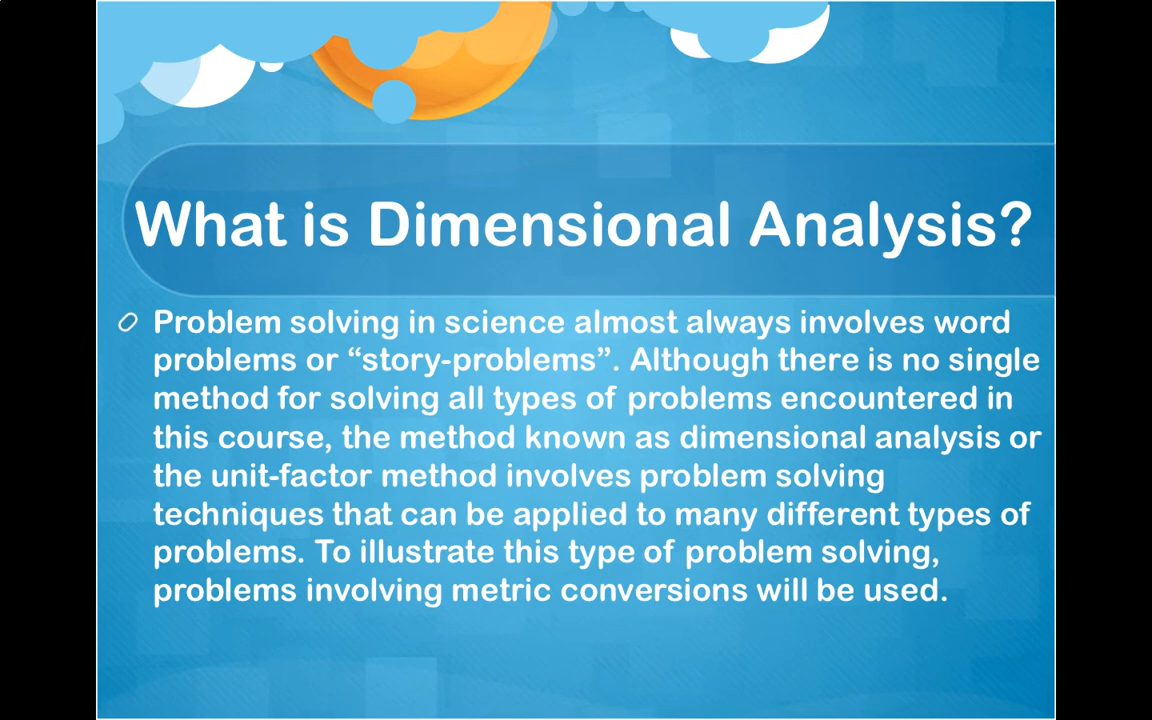 What is Dimensional Analysis?
Problem solving in science almost always involves word
problems or “story-problems”. Although there is no single
method for solving all types of problems encountered in
this course, the method known as dimensional analysis or
the unit-factor method involves problem solving
techniques that can be applied to many different types of
problems. To illustrate this type of problem solving,
problems involving metric conversions will be used.